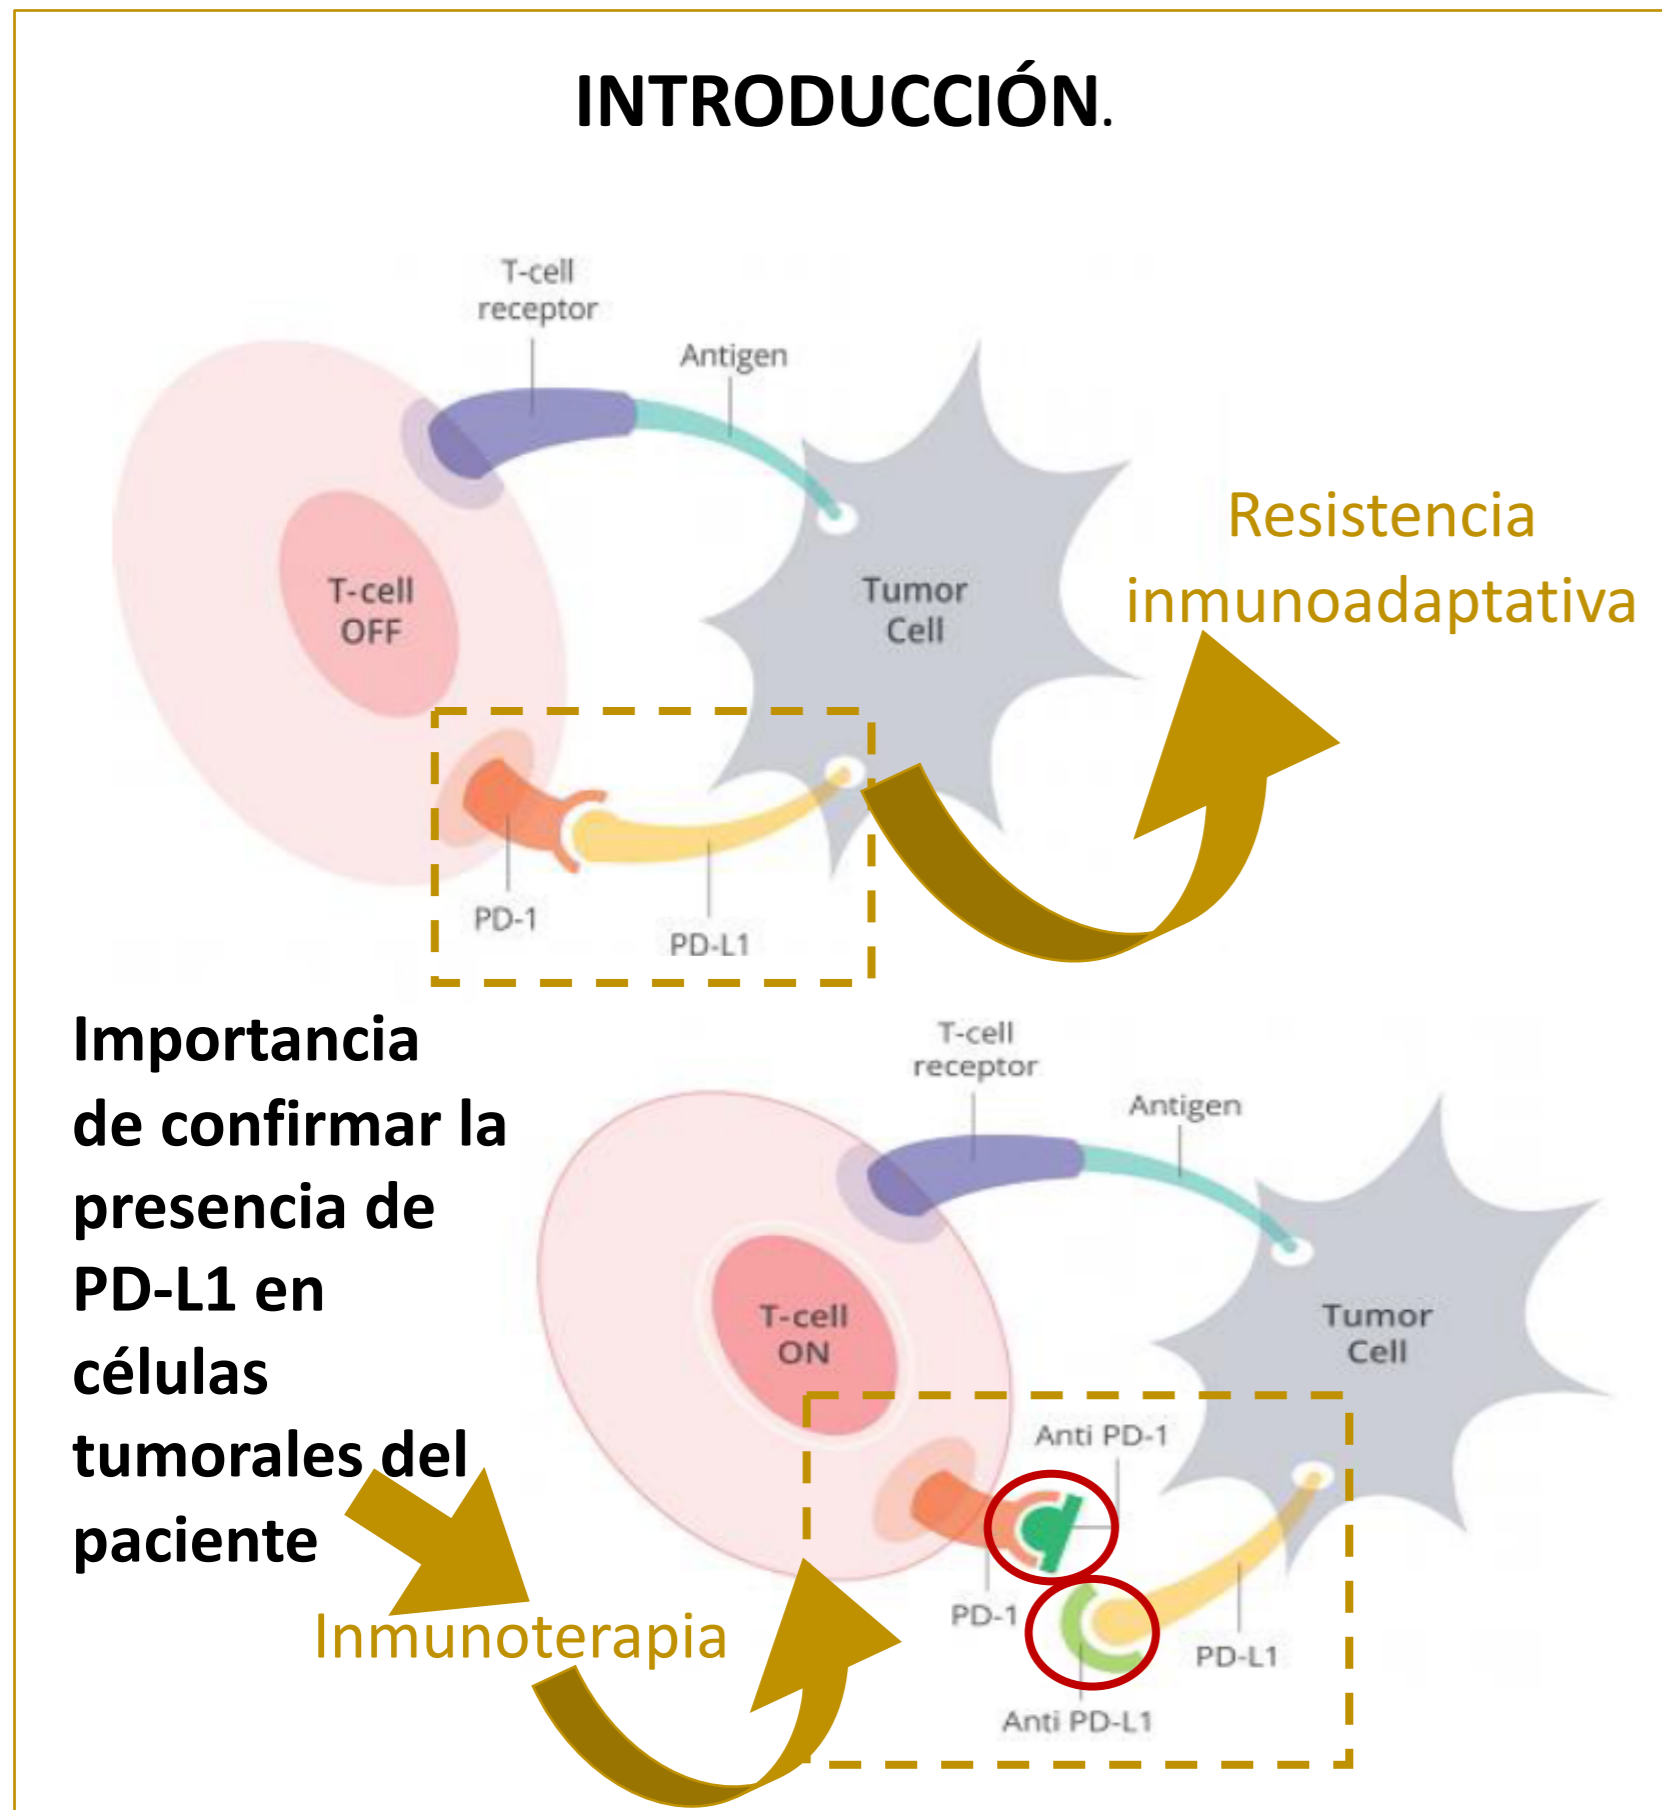 INTRODUCCIÓN.
T-cell
receptor
Antigen
T-cell
OFF
Tumor
Cell
Resistencia
inmunoadaptativa
PD-1
PD-L1
Importancia
de confirmar la
presencia de
PD-L1 en
células
tumorales del
paciente
T-cell
receptor
Antigen
T-cell
ON
Tumor
Cell
Anti PD-1
PD-1
PD-L1
Anti PD-L1
Inmunoterapia